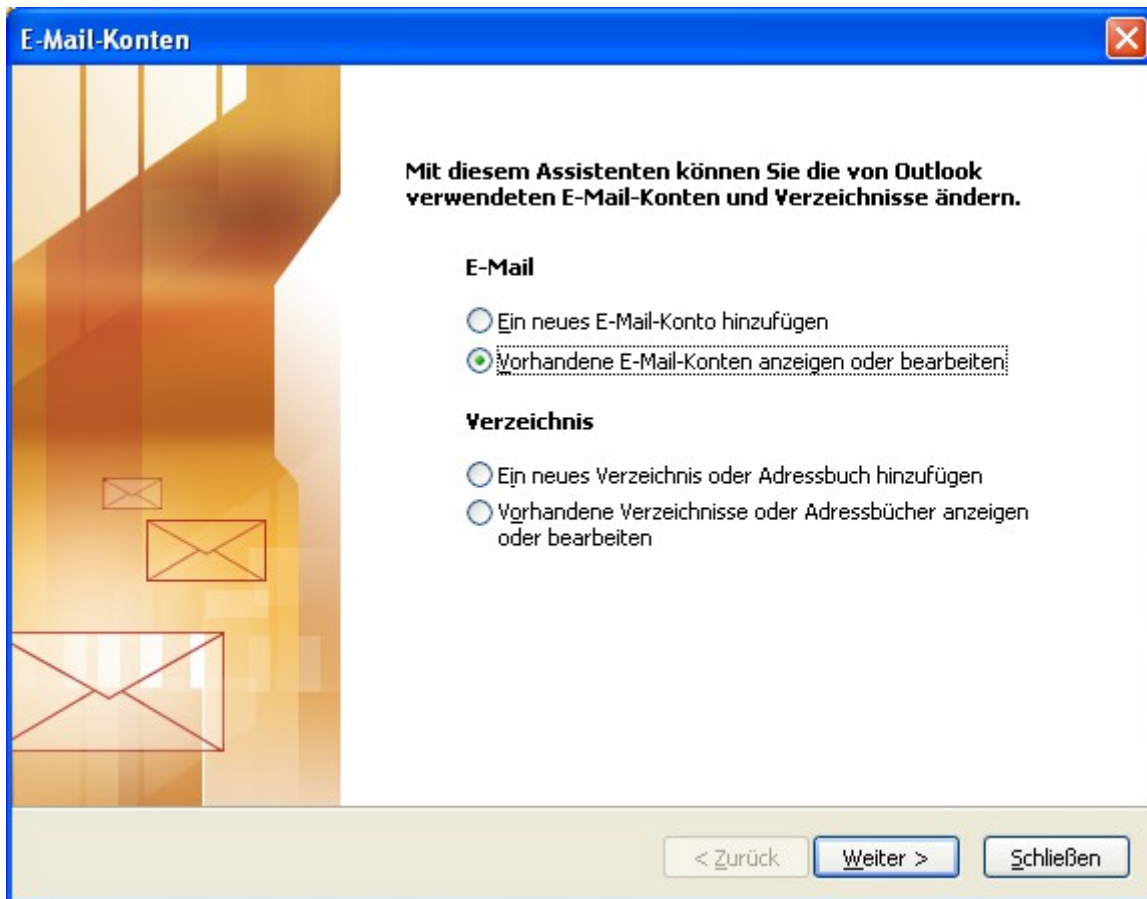 E-Mail-Konten
Mit diesem Assistenten können Sie die von Outlook
verwendeten E-Mail-Konten und Verzeichnisse ändern.
E-Mail
Ein neues E-Mail-Konto hinzufügen
Vorhandene E-Mail-Konten anzeigen oder bearbeiten
Verzeichnis
Ein neues Verzeichnis oder Adressbuch hinzufügen
Vorhandene Verzeichnisse oder Adressbücher anzeigen
oder bearbeiten
< Zurück Weiter > Schließen